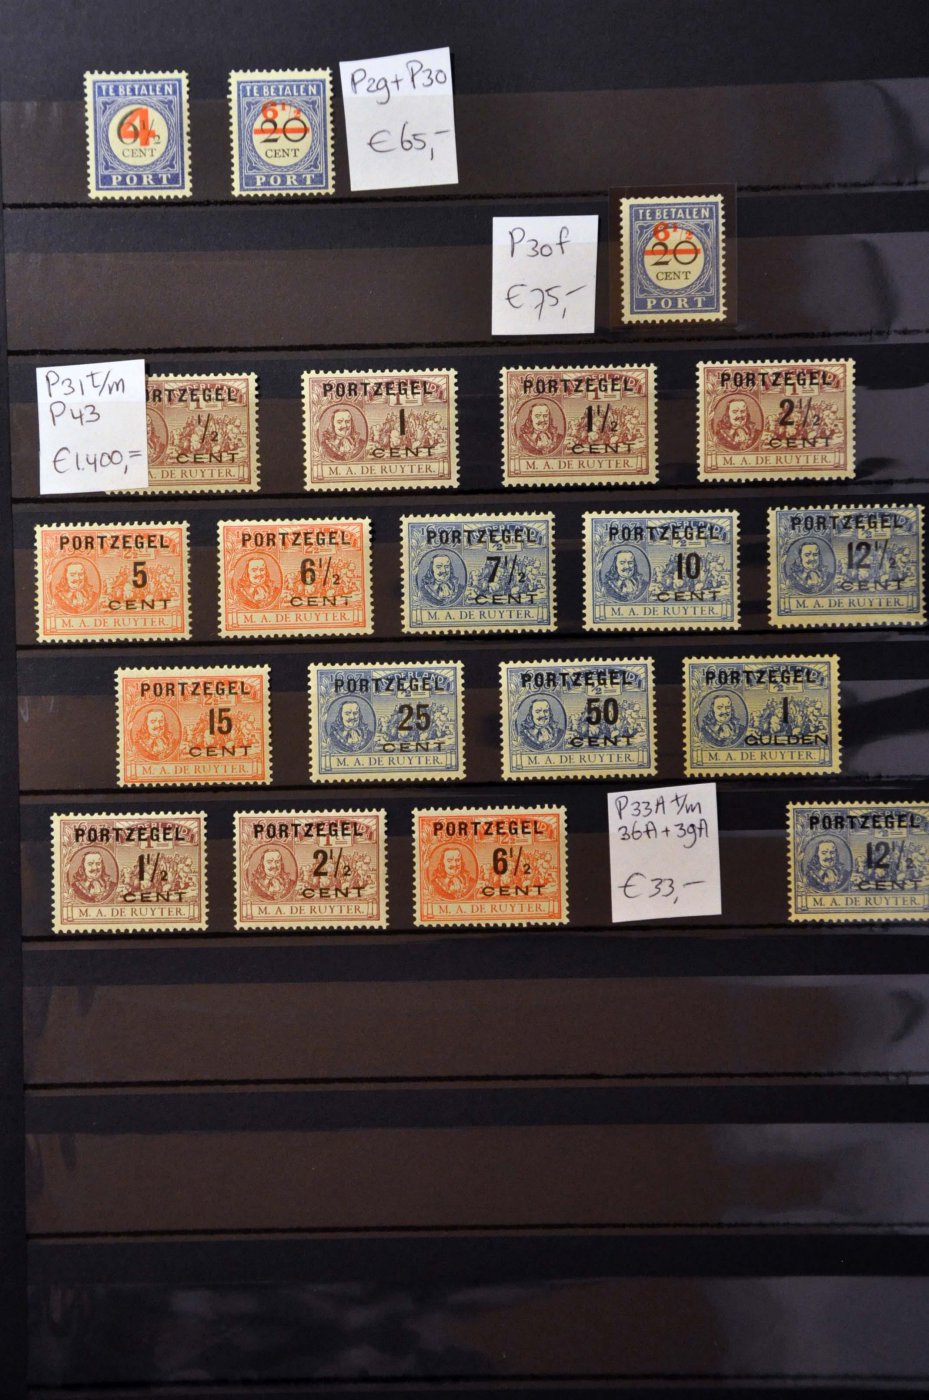 TE BETALEN
4
6½
CENT
PORT
TE BETALEN
6½
20
CENT
PORT
P29+P30
€65,-
P30f
€75,-
TE BETALEN
6½
20
CENT
PORT
P31 t/m
P43
€1.400,=
PORTZEGEL
½
CENT
M. A. DE RUYTER.
PORTZEGEL
1
CENT
M. A. DE RUYTER.
PORTZEGEL
1½
CENT
M. A. DE RUYTER.
PORTZEGEL
2½
CENT
M. A. DE RUYTER.
PORTZEGEL
5
CENT
M. A. DE RUYTER.
PORTZEGEL
6½
CENT
M. A. DE RUYTER.
PORTZEGEL
7½
CENT
M. A. DE RUYTER.
PORTZEGEL
10
CENT
M. A. DE RUYTER.
PORTZEGEL
12½
CENT
M. A. DE RUYTER.
PORTZEGEL
15
CENT
M. A. DE RUYTER.
PORTZEGEL
25
CENT
M. A. DE RUYTER.
PORTZEGEL
50
CENT
M. A. DE RUYTER.
PORTZEGEL
1
GULDEN
M. A. DE RUYTER.
PORTZEGEL
1½
CENT
M. A. DE RUYTER.
PORTZEGEL
2½
CENT
M. A. DE RUYTER.
PORTZEGEL
6½
CENT
M. A. DE RUYTER.
P33A t/m
36A+39A
€33,-
PORTZEGEL
12½
CENT
M. A. DE RUYTER.